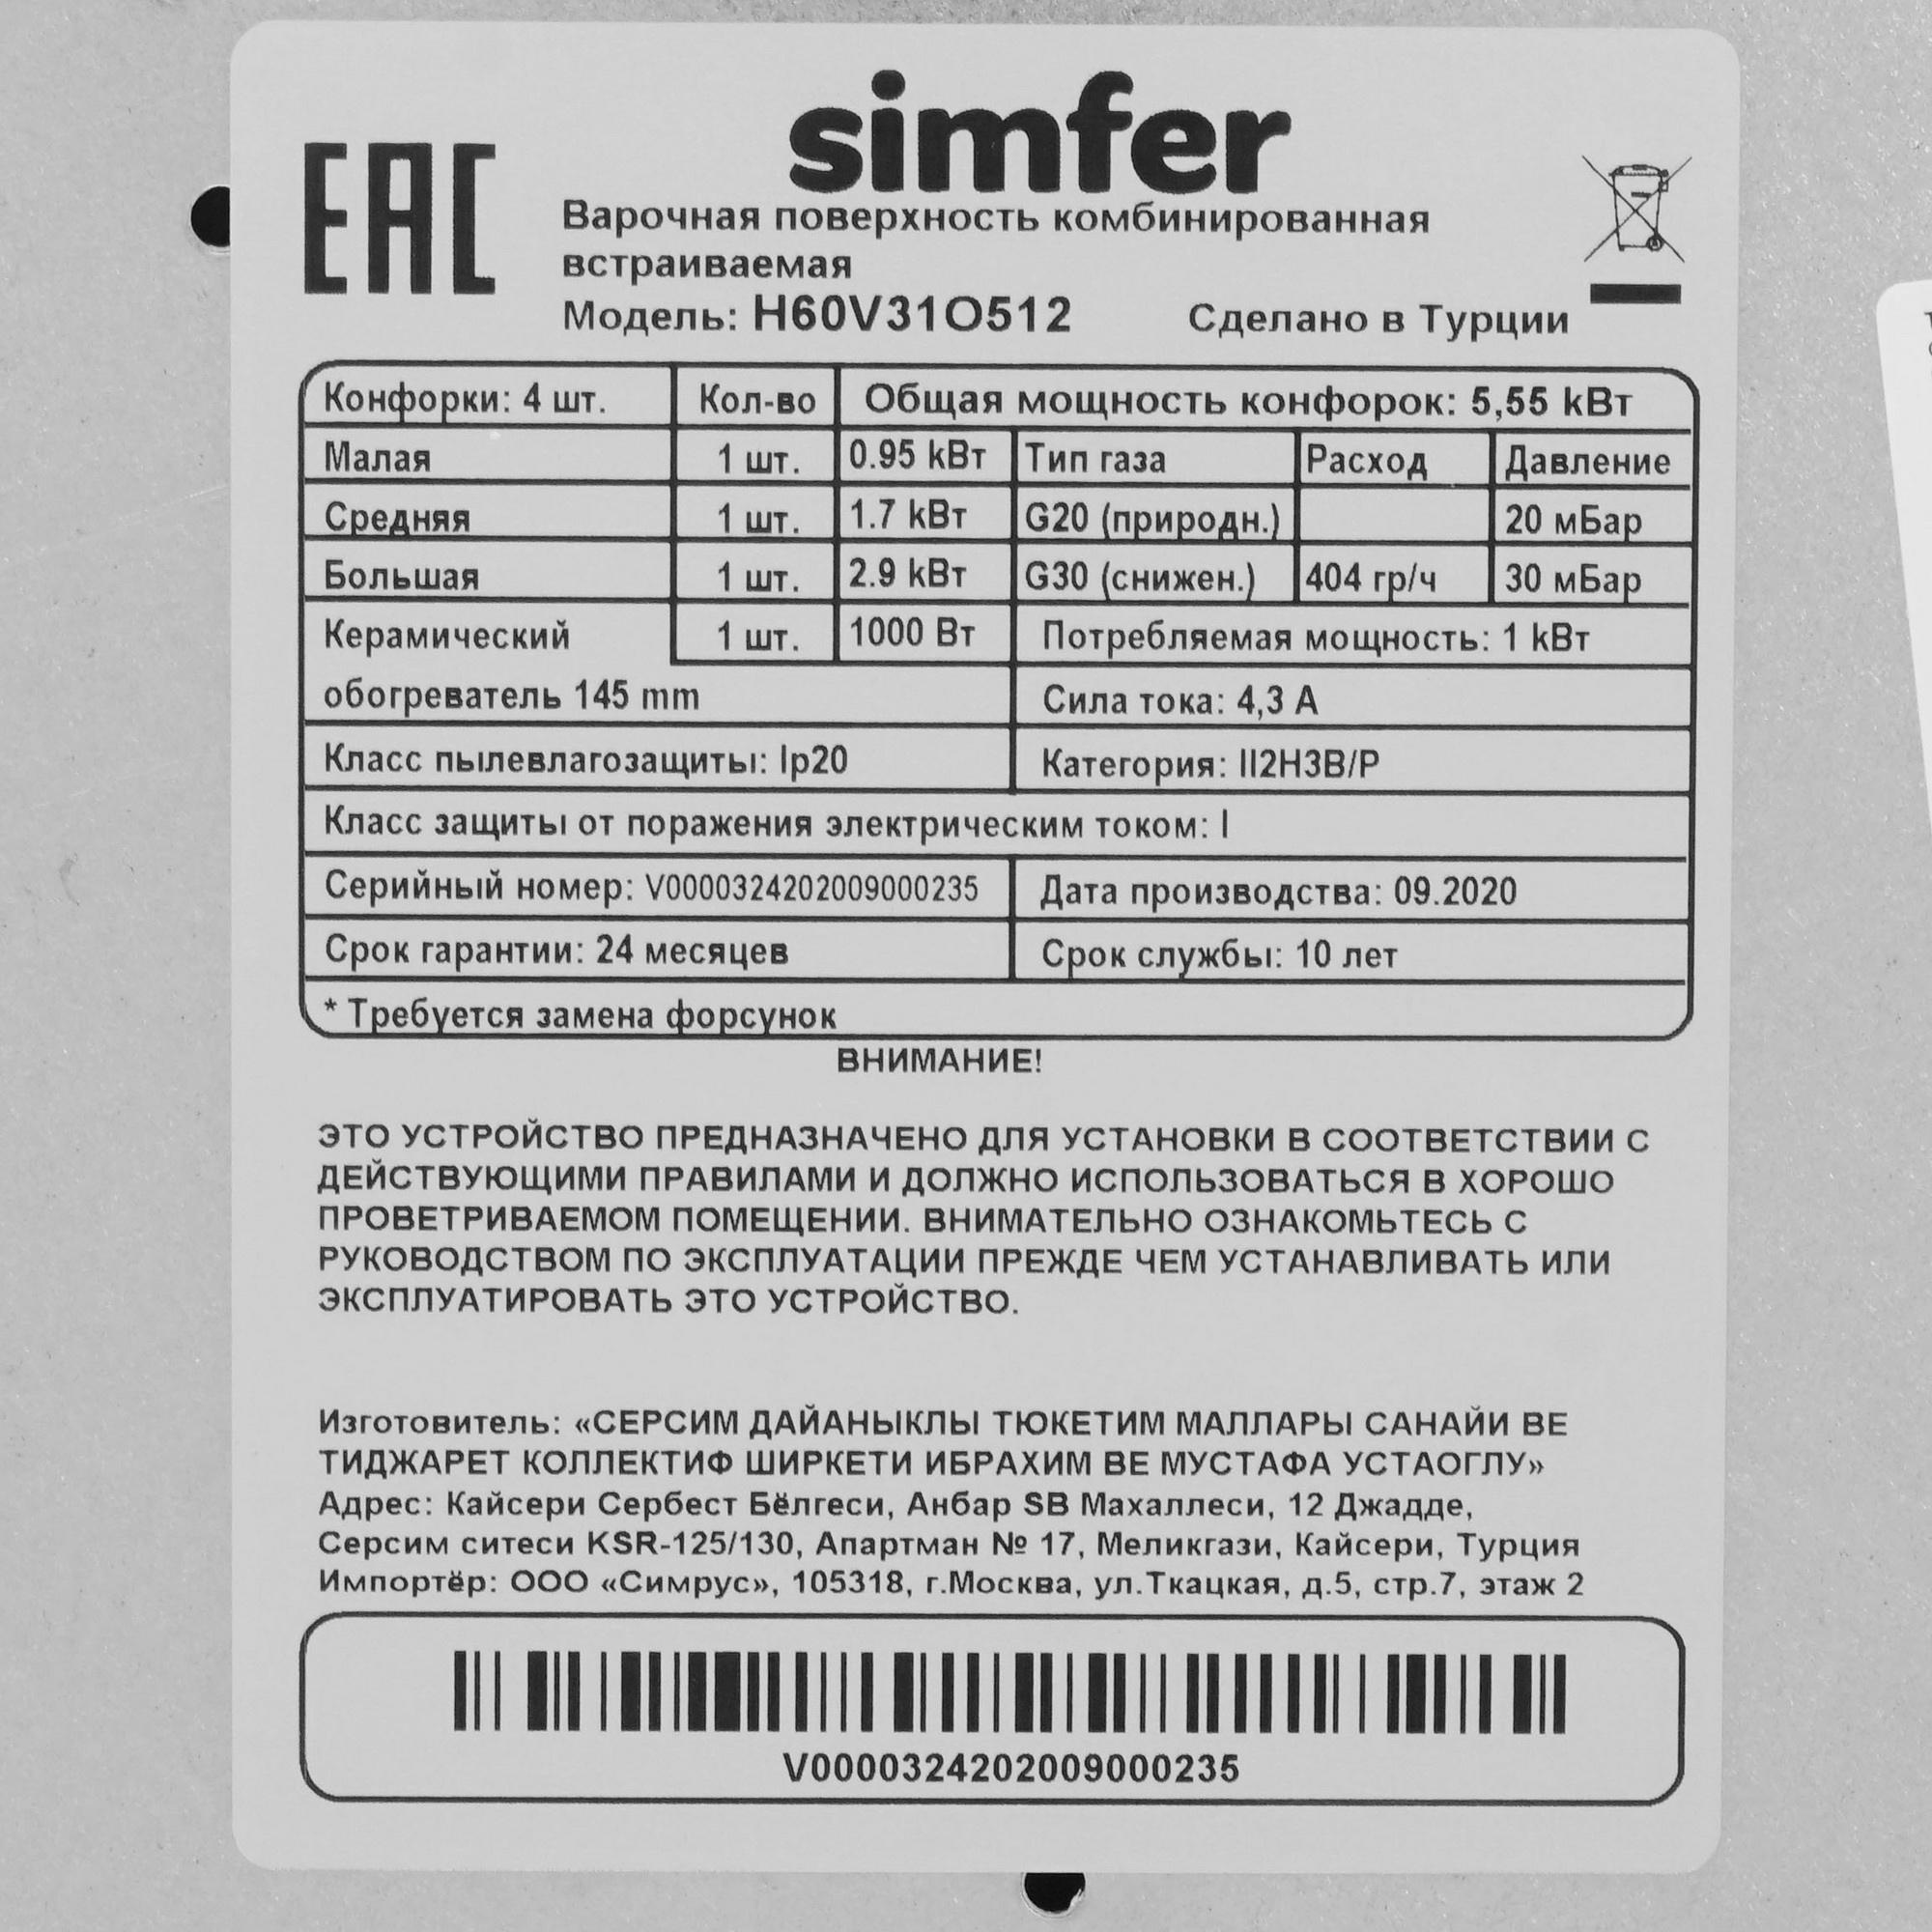 simfer
EAC
Варочная поверхность комбинированная
встраиваемая
Модель: H60V31O512 Сделано в Турции
Конфорки: 4 шт. Кол-во Общая мощность конфорок: 5,55 kВт
Малая 1 шт. 0.95 kВт Тип газа Расход Давление
Средняя 1 шт. 1.7 kВт G20 (природн.) 20 мБар
Большая 1 шт. 2.9 kВт G30 (снижен.) 404 гр/ч 30 мБар
Керамический 1 шт. 1000 Вт Потребляемая мощность: 1 kВт
обогреватель 145 mm Сила тока: 4,3 А
Класс пылевлагозащиты: Ip20 Категория: II2H3B/P
Класс защиты от поражения электрическим током: I
Серийный номер: V0000324202009000235 Дата производства: 09.2020
Срок гарантии: 24 месяцев Срок службы: 10 лет
* Требуется замена форсунок
ВНИМАНИЕ!
ЭТО УСТРОЙСТВО ПРЕДНАЗНАЧЕНО ДЛЯ УСТАНОВКИ В СООТВЕТСТВИИ С
ДЕЙСТВУЮЩИМИ ПРАВИЛАМИ И ДОЛЖНО ИСПОЛЬЗОВАТЬСЯ В ХОРОШО
ПРОВЕТРИВАЕМОМ ПОМЕЩЕНИИ. ВНИМАТЕЛЬНО ОЗНАКОМЬТЕСЬ С
РУКОВОДСТВОМ ПО ЭКСПЛУАТАЦИИ ПРЕЖДЕ ЧЕМ УСТАНАВЛИВАТЬ ИЛИ
ЭКСПЛУАТИРОВАТЬ ЭТО УСТРОЙСТВО.
Изготовитель: «СЕРСИМ ДАЙАНЫКЛЫ ТЮКЕТИМ МАЛЛАРЫ САНАЙИ ВЕ
ТИДЖАРЕТ КОЛЛЕКТИФ ШИРКЕТИ ИБРАХИМ ВЕ МУСТАФА УСТАОГЛУ»
Адрес: Кайсери Сербест Бёлгеси, Анбар SB Махаллеси, 12 Джадде,
Серсим ситеси KSR-125/130, Апартман № 17, Меликгази, Кайсери, Турция
Импортёр: ООО «Симрус», 105318, г.Москва, ул.Ткацкая, д.5, стр.7, этаж 2
V0000324202009000235